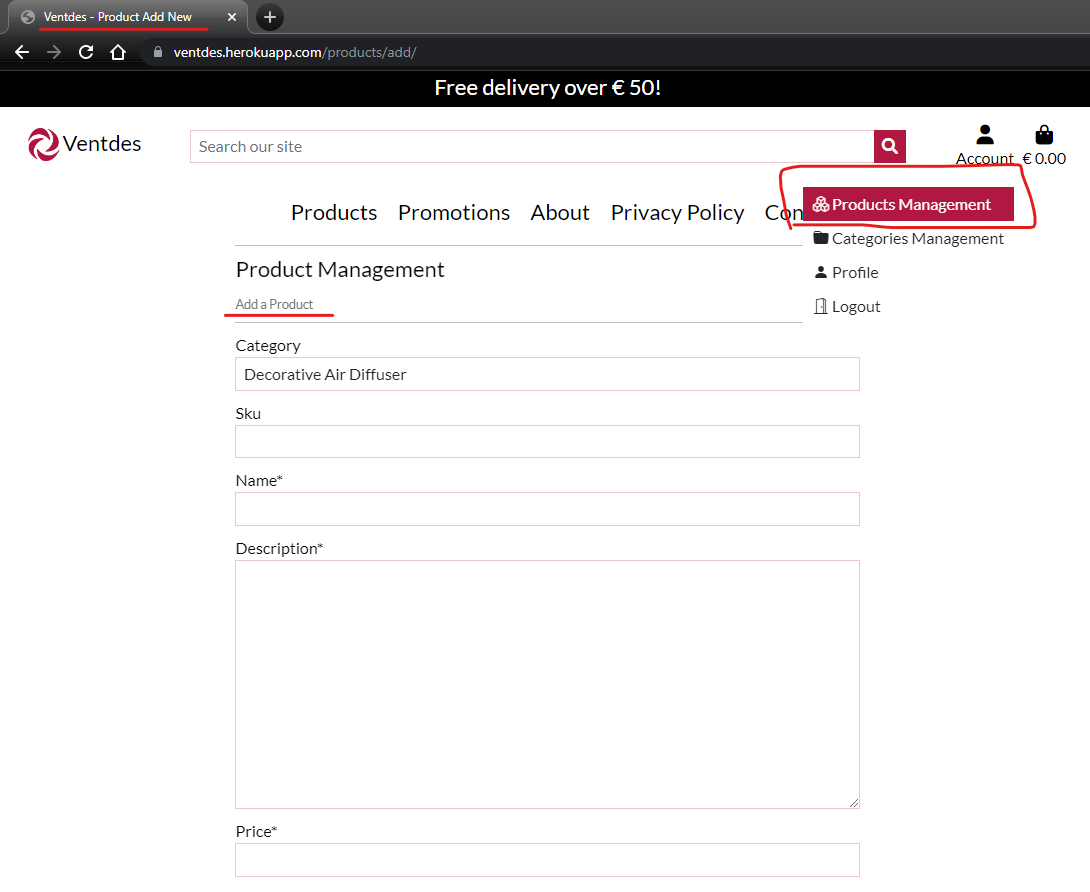 Ventdes - Product Add New
ventdes.herokuapp.com/products/add/
Free delivery over € 50!
Ventdes
Search our site
Account € 0.00
Products Promotions About Privacy Policy Con
Products Management
Categories Management
Profile
Logout
Product Management
Add a Product
Category
Decorative Air Diffuser
Sku
Name*
Description*
Price*